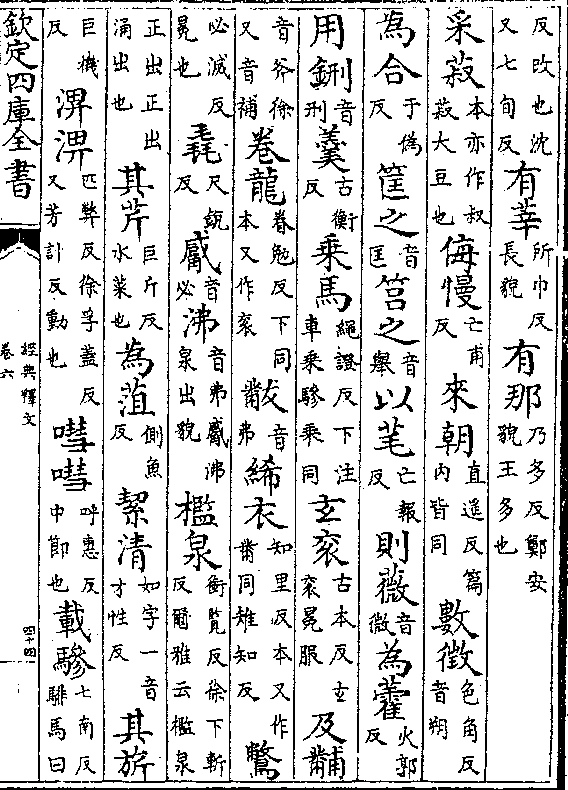 反攺也沈又七旬反有莘所巾反長貌有那乃多反鄭安貌王多也
采菽本亦作叔菽大豆也侮慢亡甫反來朝直遥反篇內皆同數徵色角反音朔
為合于偽反筐之音匡筥之音舉以芼亡報反則薇音微為藿火郭反
用鉶音刑羹古衡反乘馬繩證反下注車乘驂乘同玄衮古本反玄衮冕服及黼
音斧徐又音補卷龍眷勉反下同本又作衮黻音弗絺衣知里反本又作黹同雉知反鷩
必滅反冕也毳尺銳反觱音必沸音弗觱沸泉出貌檻泉銜覧反徐下斬反爾雅云檻泉
正出正出涌出也其芹巨斤反水菜也為菹側魚反絜清如字一音才性反其旂
巨機反淠淠匹弊反徐孚蓋反又芳計反動也嘒嘒呼惠反中節也載驂七南反騑馬曰
欽定四庫全書
經典釋文
卷六
四十四